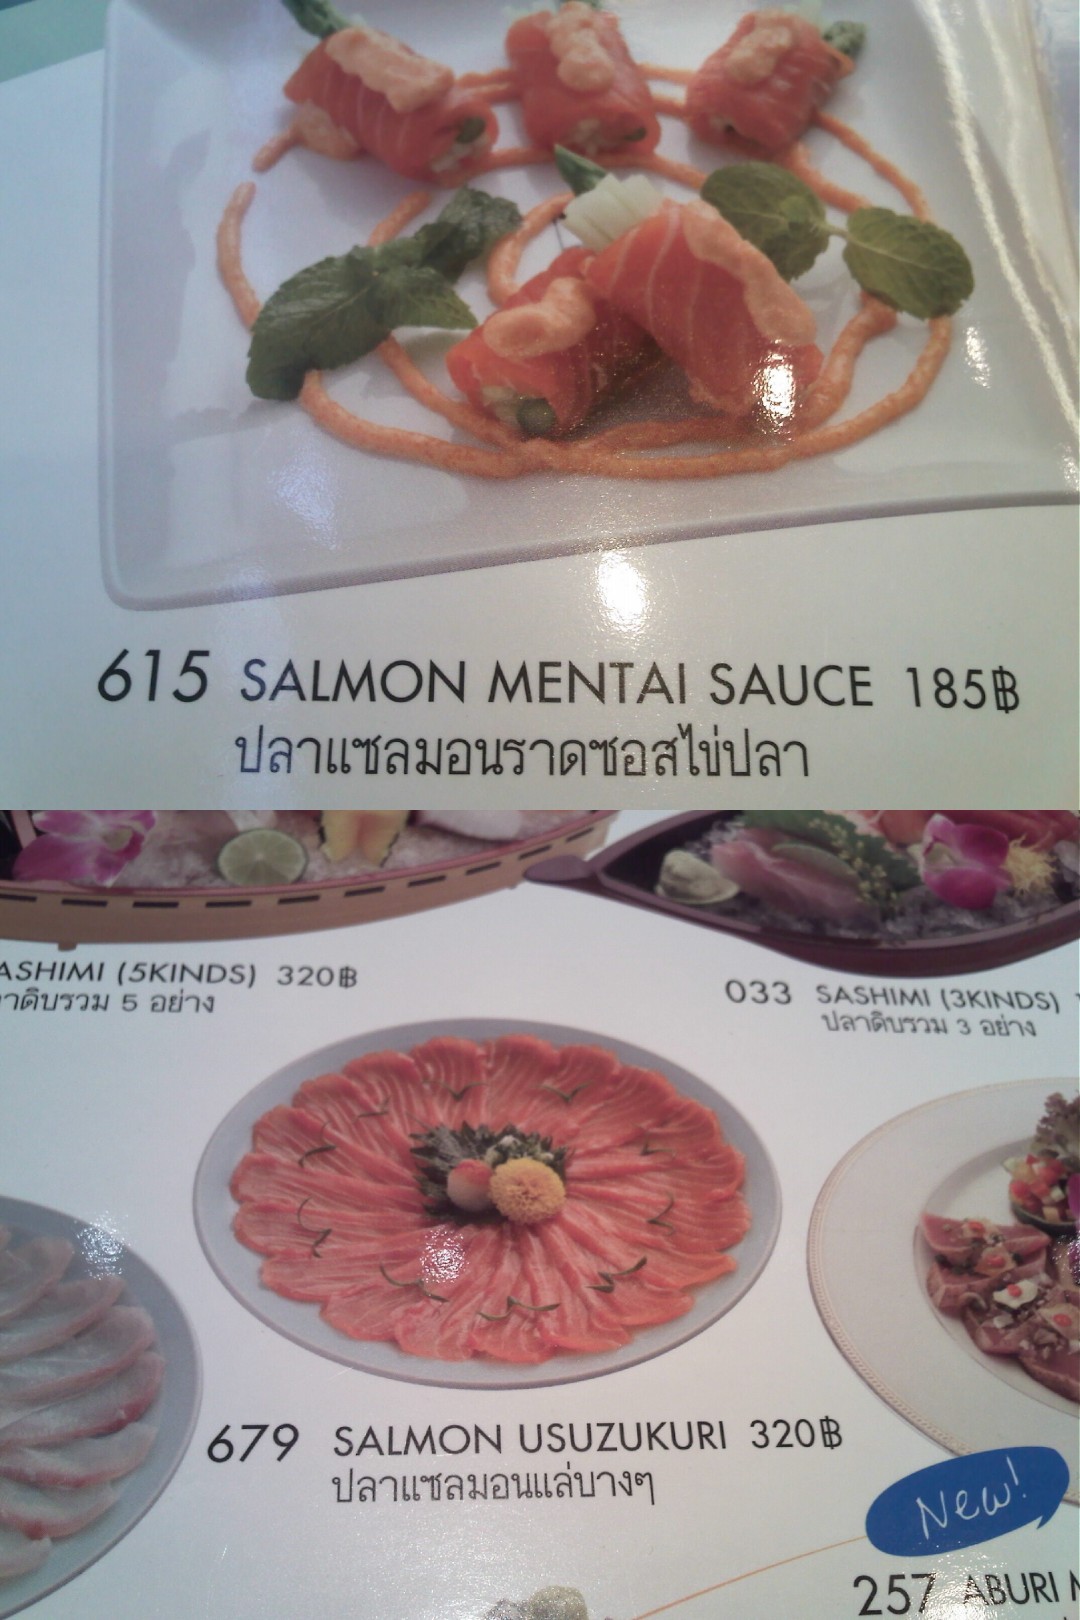 615 SALMON MENTAI SAUCE 185฿
ปลาแซลมอนราดซอสไข่ปลา
ASHIMI (5KINDS) 320฿
าดิบรวม 5 อย่าง
033 SASHIMI (3KINDS)
ปลาดิบรวม 3 อย่าง
679 SALMON USUZUKURI 320฿
ปลาแซลมอนแล่บางๆ
New!
257 ABURI